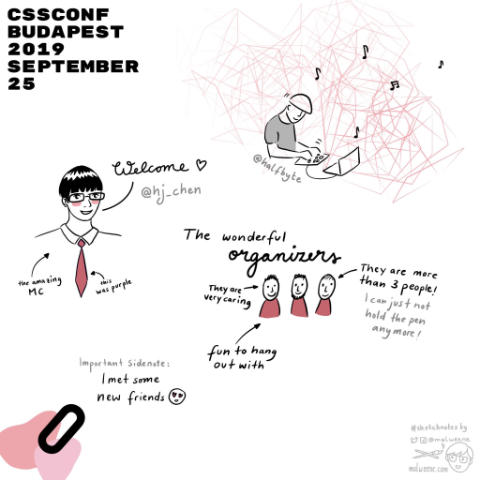 CSSCONF
BUDAPEST
2019
SEPTEMBER
25
@halfbyte
Welcome ♡
@hj_chen
the amazing
MC
this
was purple
The wonderful
organizers
They are
very caring
They are more
than 3 people!
I can just not
hold the pen
anymore!
fun to hang
out with
Important Sidenote:
I met some
new friends
#sketchnotes by
@malweene
malweene.com